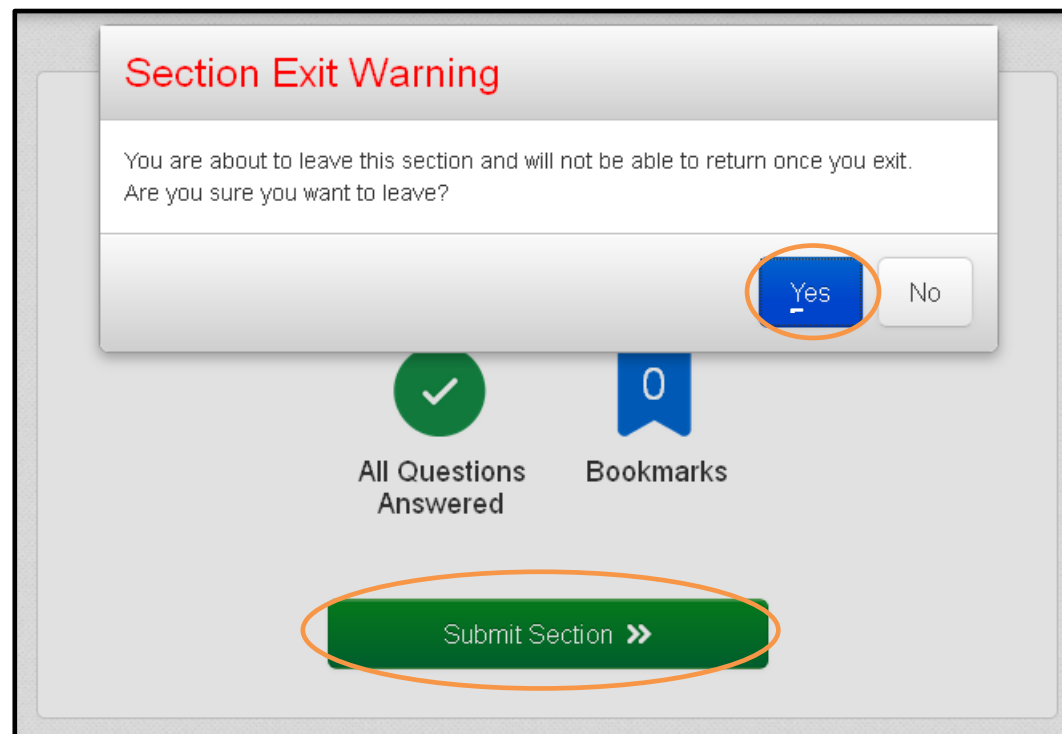 Section Exit Warning
You are about to leave this section and will not be able to return once you exit.
Are you sure you want to leave?
Yes No
0
All Questions Bookmarks
Answered
Submit Section »